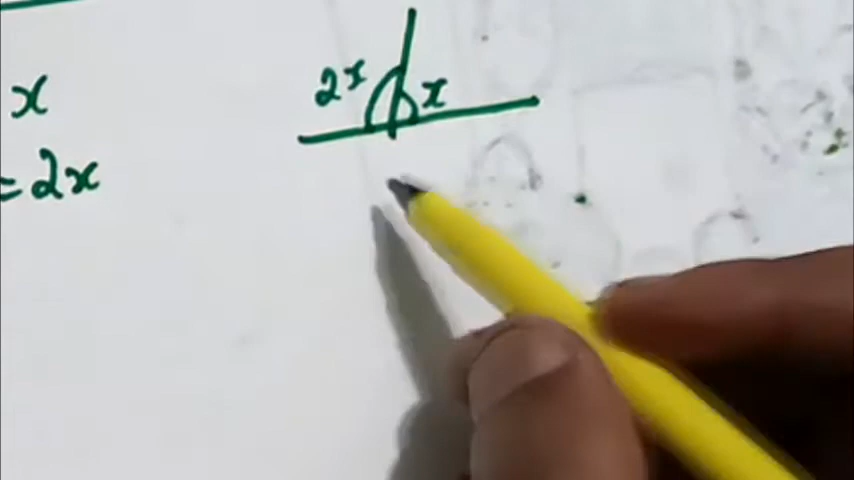 2x x
x
= 2x